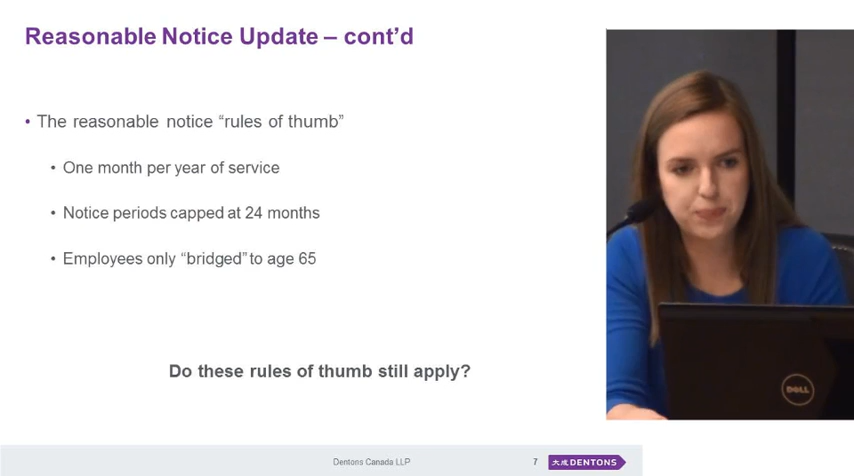 Reasonable Notice Update – cont’d
• The reasonable notice “rules of thumb”
• One month per year of service
• Notice periods capped at 24 months
• Employees only “bridged” to age 65
Do these rules of thumb still apply?
DELL
Dentons Canada LLP
7
大成 DENTONS